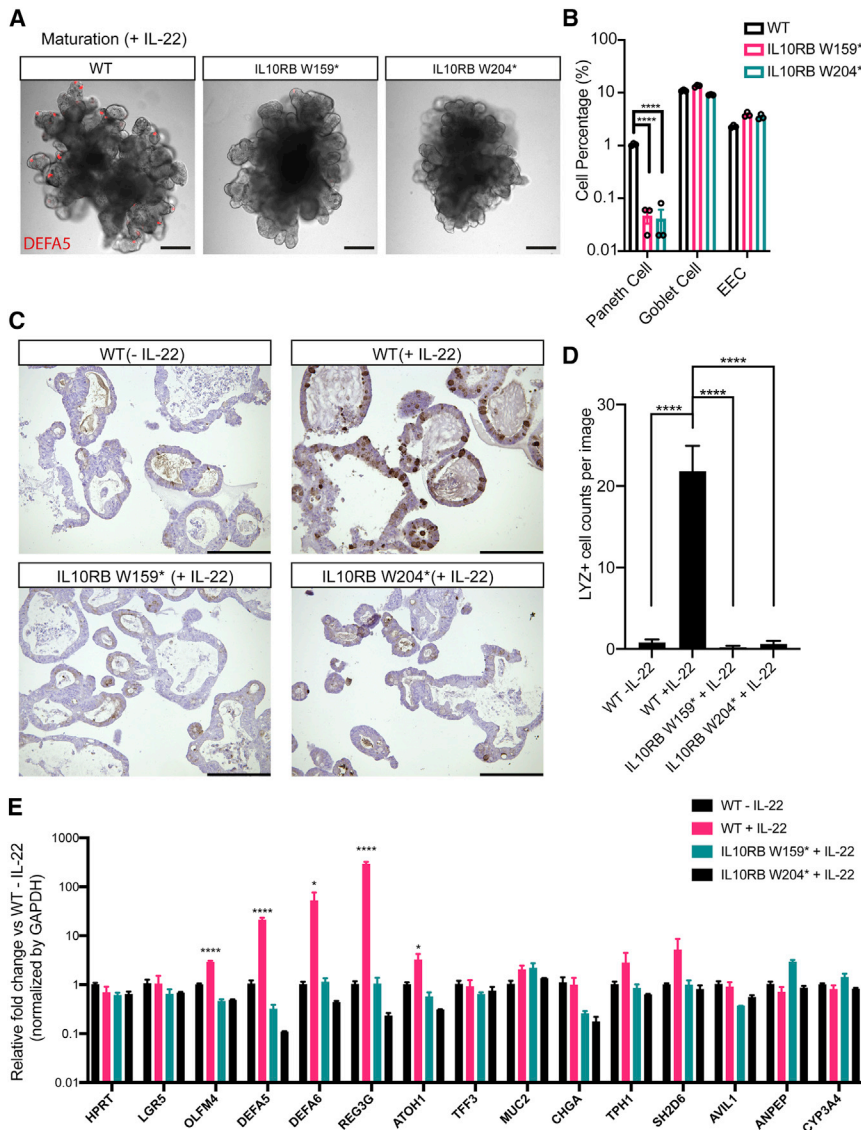 A
Maturation (+ IL-22)
WT
IL10RB W159*
IL10RB W204*
DEFA5
B
WT
IL10RB W159*
IL10RB W204*
Cell Percentage (%)
100
10
1
0.1
0.01
****
****
Paneth Cell
Goblet Cell
EEC
C
WT(- IL-22)
WT(+ IL-22)
IL10RB W159* (+ IL-22)
IL10RB W204*(+ IL-22)
D
LYZ+ cell counts per image
30
20
10
0
****
****
****
WT -IL-22
WT +IL-22
IL10RB W159* + IL-22
IL10RB W204* + IL-22
E
WT - IL-22
WT + IL-22
IL10RB W159* + IL-22
IL10RB W204* + IL-22
Relative fold change vs WT - IL-22
(normalized by GAPDH)
1000
100
10
1
0.1
0.01
****
****
*
****
*
HPRT
LGR5
OLFM4
DEFA5
DEFA6
REG3G
ATOH1
TFF3
MUC2
CHGA
TPH1
SH2D6
AVIL1
ANPEP
CYP3A4